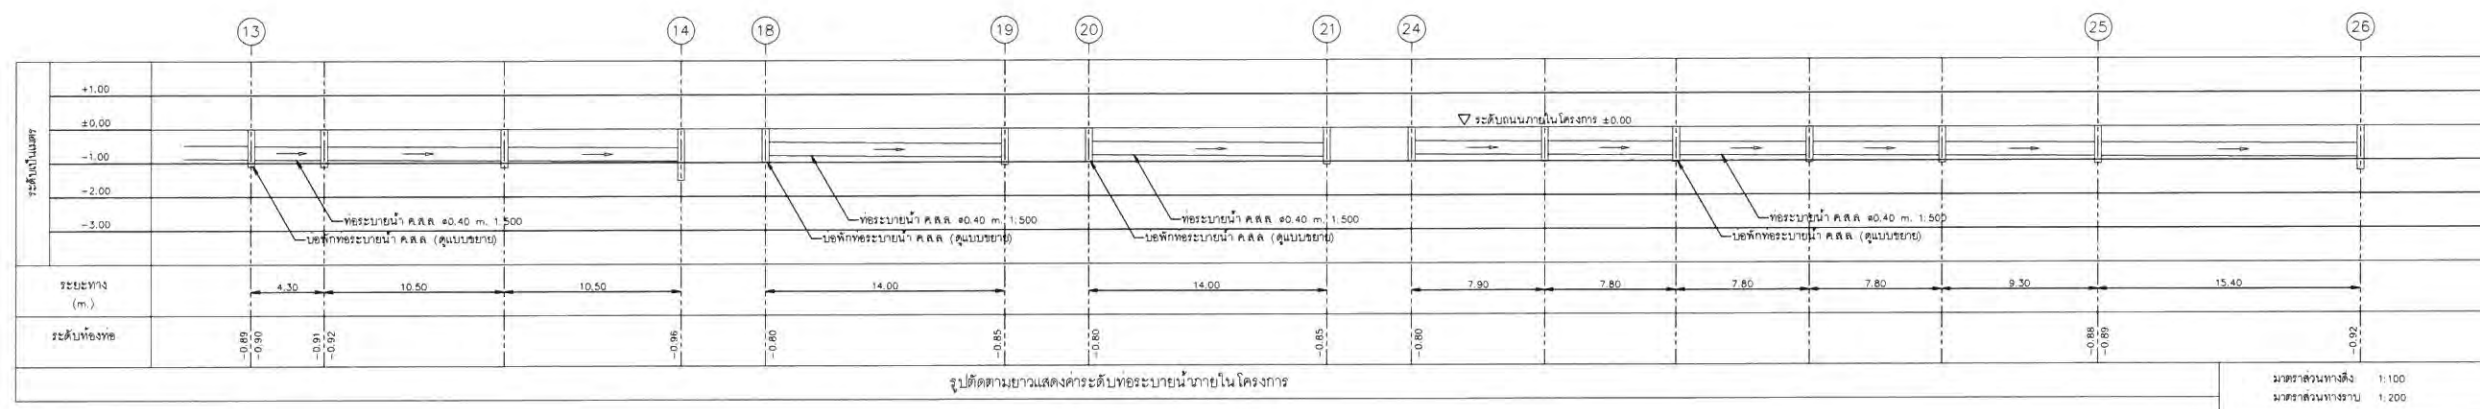 13 14 18 19 20 21 24 25 26
ระดับเป็นเมตร
+1.00
±0.00
-1.00
-2.00
-3.00
▽ ระดับถนนภายในโครงการ ±0.00
ท่อระบายน้ำ ค.ส.ล. ø0.40 m. 1:500
บ่อพักท่อระบายน้ำ ค.ส.ล. (ดูแบบขยาย)
ท่อระบายน้ำ ค.ส.ล. ø0.40 m. 1:500
บ่อพักท่อระบายน้ำ ค.ส.ล. (ดูแบบขยาย)
ท่อระบายน้ำ ค.ส.ล. ø0.40 m. 1:500
บ่อพักท่อระบายน้ำ ค.ส.ล. (ดูแบบขยาย)
ท่อระบายน้ำ ค.ส.ล. ø0.40 m. 1:500
บ่อพักท่อระบายน้ำ ค.ส.ล. (ดูแบบขยาย)
ระยะทาง
(m.)
4.30 10.50 10.50 14.00 14.00 7.90 7.80 7.80 7.80 9.30 15.40
ระดับท้องท่อ
-0.89 -0.90 -0.91 -0.92 -0.96 -0.80 -0.85 -0.80 -0.85 -0.80 -0.88 -0.89 -0.92
รูปตัดตามยาวแสดงค่าระดับท่อระบายน้ำภายในโครงการ
มาตราส่วนทางดิ่ง 1:100
มาตราส่วนทางราบ 1:200